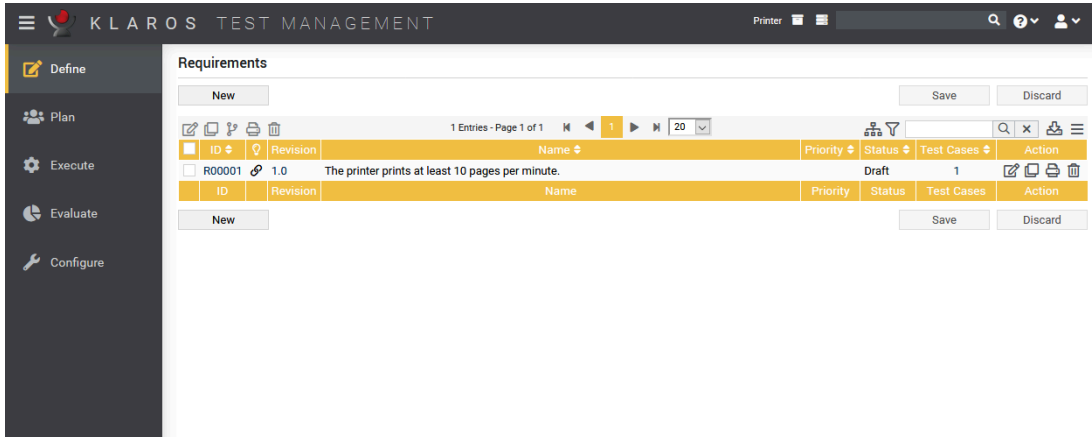 KLAROS TEST MANAGEMENT
Printer
Define
Plan
Execute
Evaluate
Configure
Requirements
New Save Discard
1 Entries - Page 1 of 1 1 20
ID Revision Name Priority Status Test Cases Action
R00001 1.0 The printer prints at least 10 pages per minute. Draft 1
ID Revision Name Priority Status Test Cases Action
New Save Discard